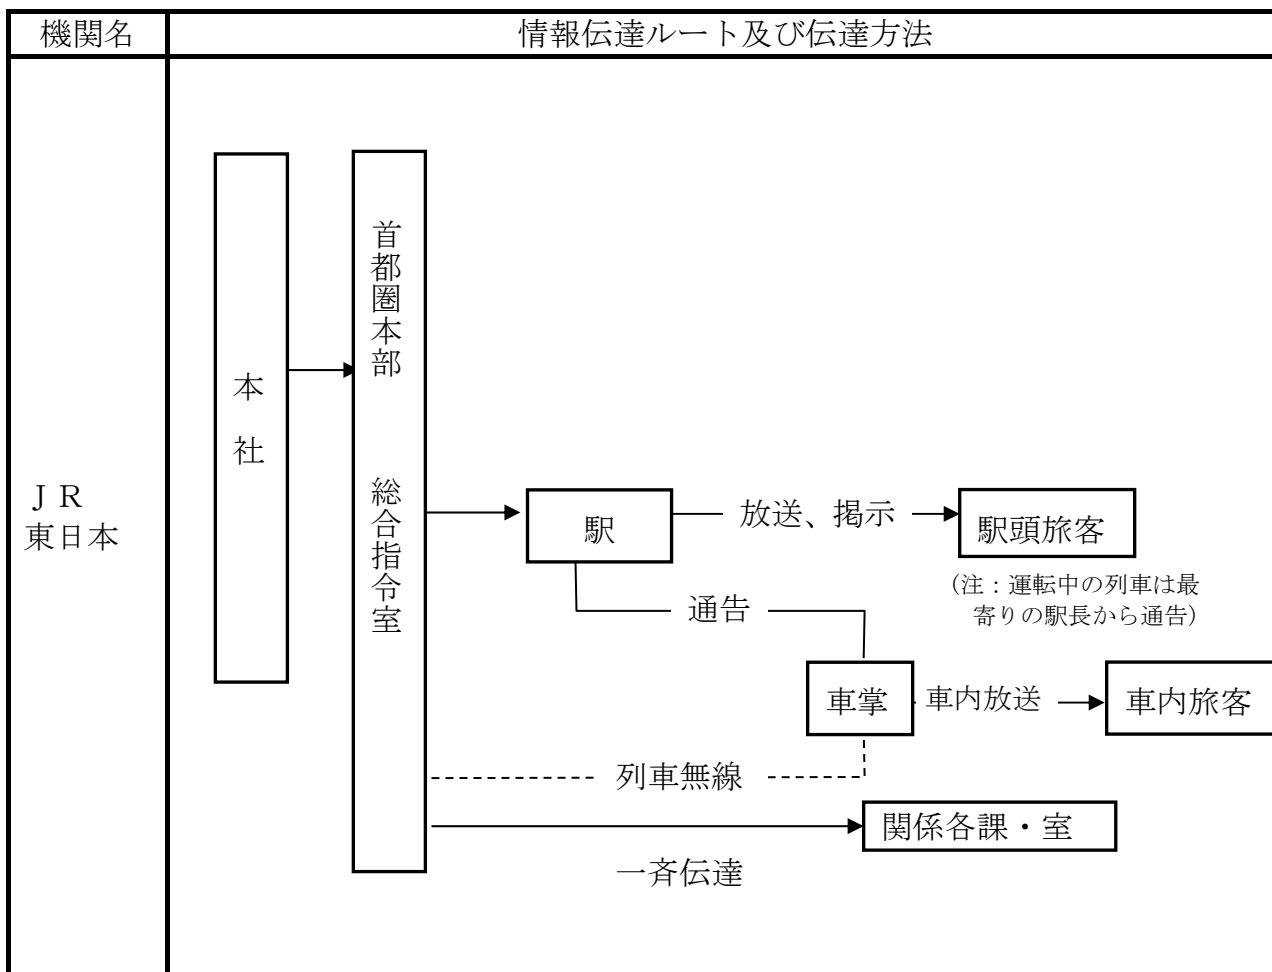 機関名
情報伝達ルート及び伝達方法
ＪＲ
東日本
本社
首都圏本部　総合指令室
駅
放送、掲示
駅頭旅客
（注：運転中の列車は最
寄りの駅長から通告）
通告
車掌
車内放送
車内旅客
列車無線
関係各課・室
一斉伝達